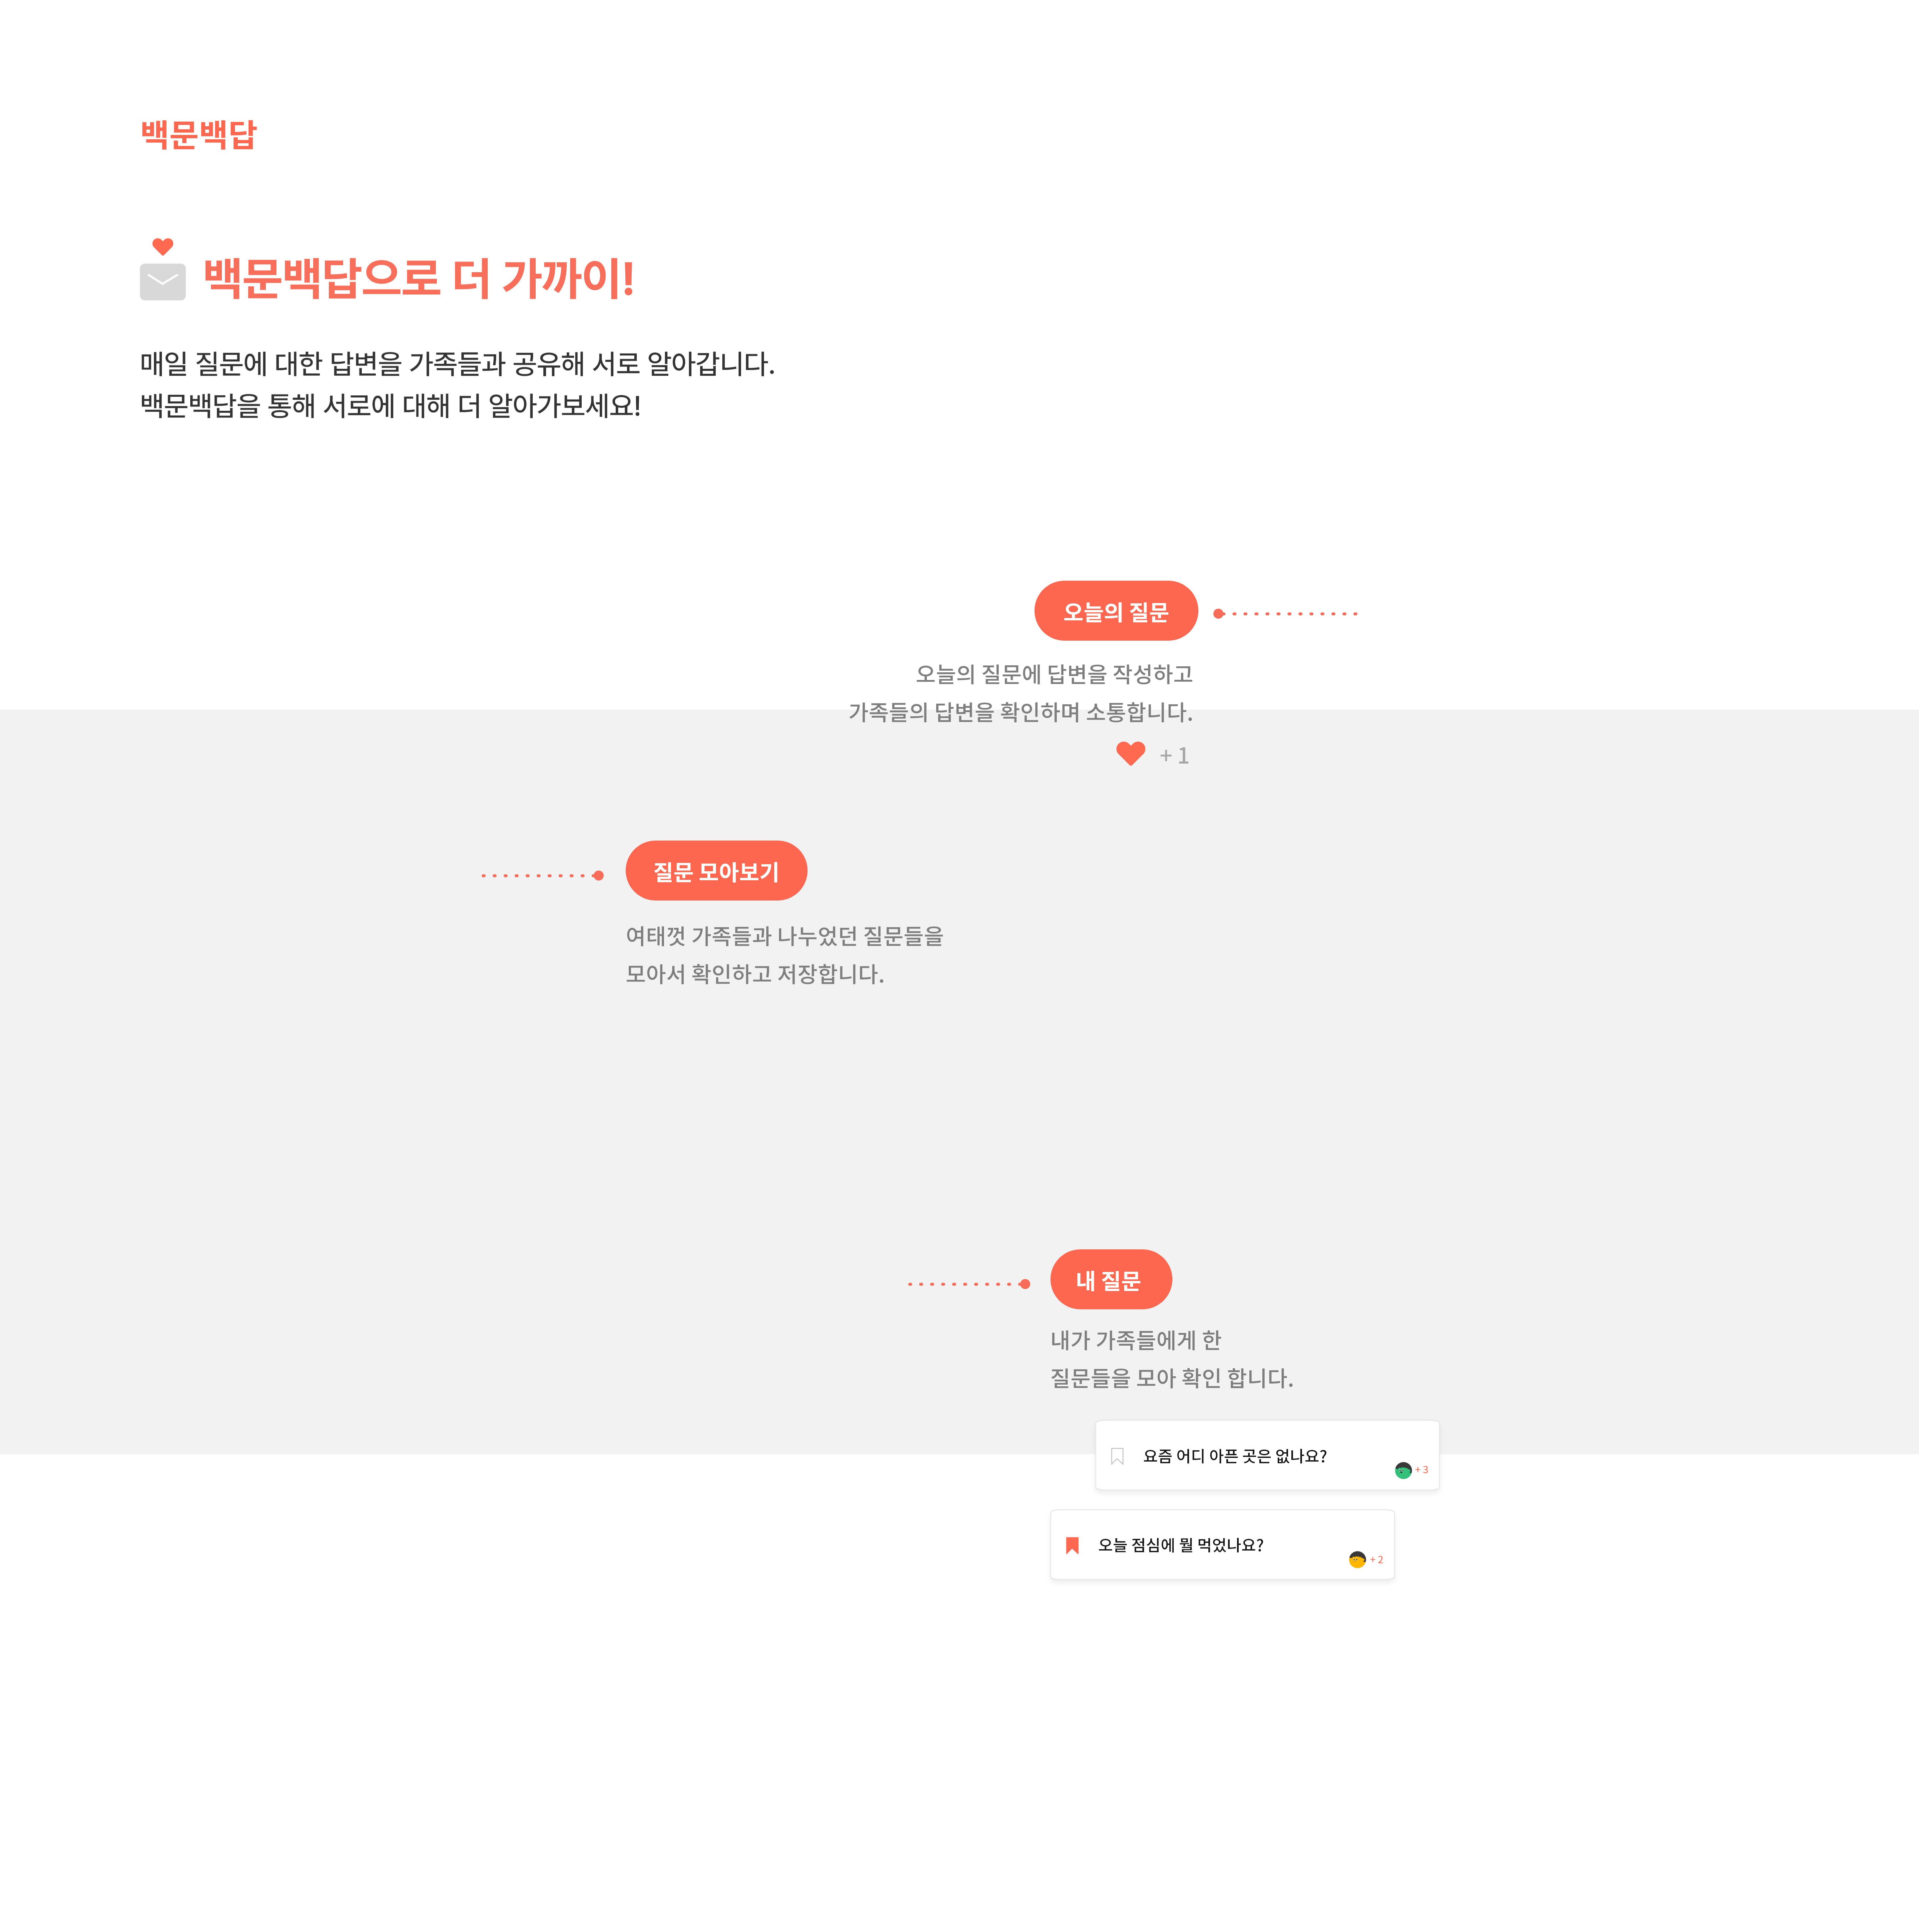 백문백답
백문백답으로 더 가까이!
매일 질문에 대한 답변을 가족들과 공유해 서로 알아갑니다.
백문백답을 통해 서로에 대해 더 알아가보세요!
오늘의 질문
오늘의 질문에 답변을 작성하고
가족들의 답변을 확인하며 소통합니다.
+ 1
질문 모아보기
여태껏 가족들과 나누었던 질문들을
모아서 확인하고 저장합니다.
내 질문
내가 가족들에게 한
질문들을 모아 확인 합니다.
요즘 어디 아픈 곳은 없나요?
+ 3
오늘 점심에 뭘 먹었나요?
+ 2